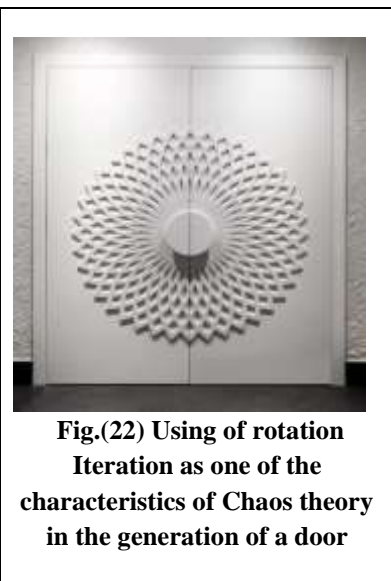 Fig.(22) Using of rotation
Iteration as one of the
characteristics of Chaos theory
in the generation of a door